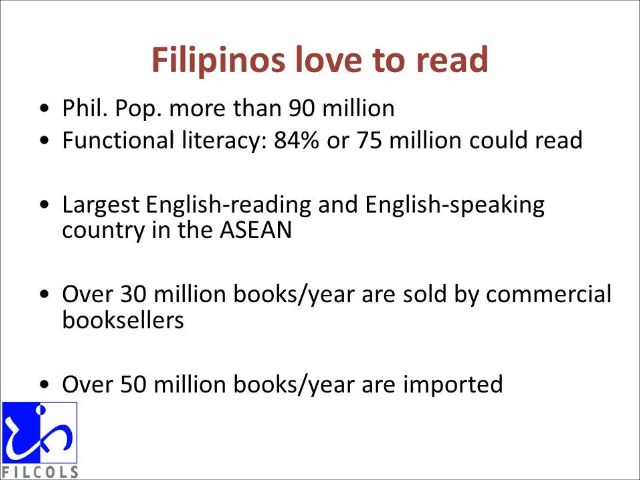 Filipinos love to read
• Phil. Pop. more than 90 million
• Functional literacy: 84% or 75 million could read
• Largest English-reading and English-speaking
country in the ASEAN
• Over 30 million books/year are sold by commercial
booksellers
• Over 50 million books/year are imported
FILCOLS